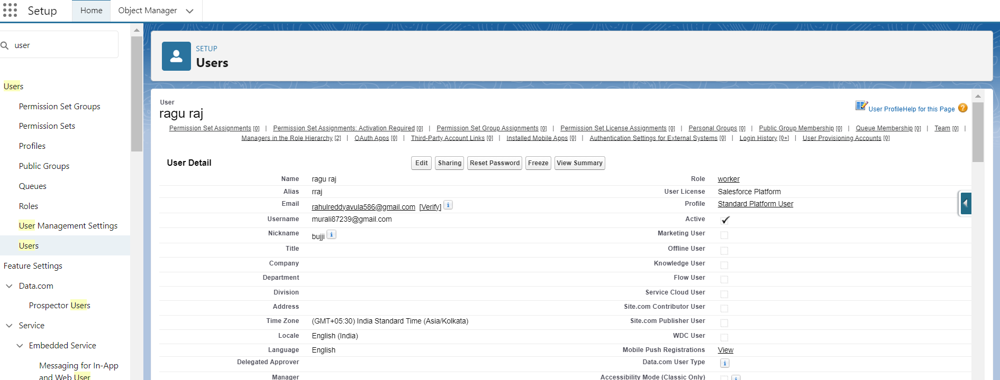 Setup
Home
Object Manager
user
Users
Permission Set Groups
Permission Sets
Profiles
Public Groups
Queues
Roles
User Management Settings
Users
Feature Settings
Data.com
Prospector Users
Service
Embedded Service
Messaging for In-App
and Web User
SETUP
Users
User
ragu raj
User Profile Help for this Page ?
Permission Set Assignments [0] | Permission Set Assignments: Activation Required [0] | Permission Set Group Assignments [0] | Permission Set License Assignments [0] | Personal Groups [0] | Public Group Membership [0] | Queue Membership [0] | Team [0] |
Managers in the Role Hierarchy [2] | OAuth Apps [0] | Third-Party Account Links [0] | Installed Mobile Apps [0] | Authentication Settings for External Systems [0] | Login History [0+] | User Provisioning Accounts [0]
User Detail
Edit Sharing Reset Password Freeze View Summary
Name ragu raj Role worker
Alias rraj User License Salesforce Platform
Email rahulreddyavula586@gmail.com [Verify] i Profile Standard Platform User
Username murali87239@gmail.com Active
Nickname bujji i Marketing User
Title Offline User
Company Knowledge User
Department Flow User
Division Service Cloud User
Address Site.com Contributor User
Time Zone (GMT+05:30) India Standard Time (Asia/Kolkata) Site.com Publisher User
Locale English (India) WDC User
Language English Mobile Push Registrations View
Delegated Approver Data.com User Type i
Manager Accessibility Mode (Classic Only) i